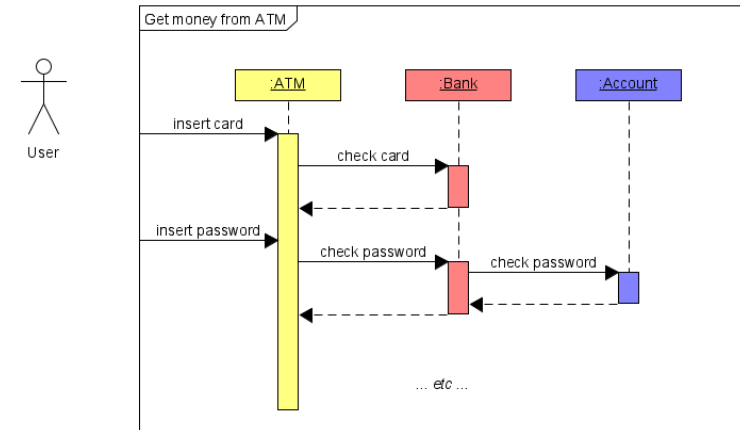 Get money from ATM
:ATM
:Bank
:Account
User
insert card
check card
insert password
check password
check password
... etc ...